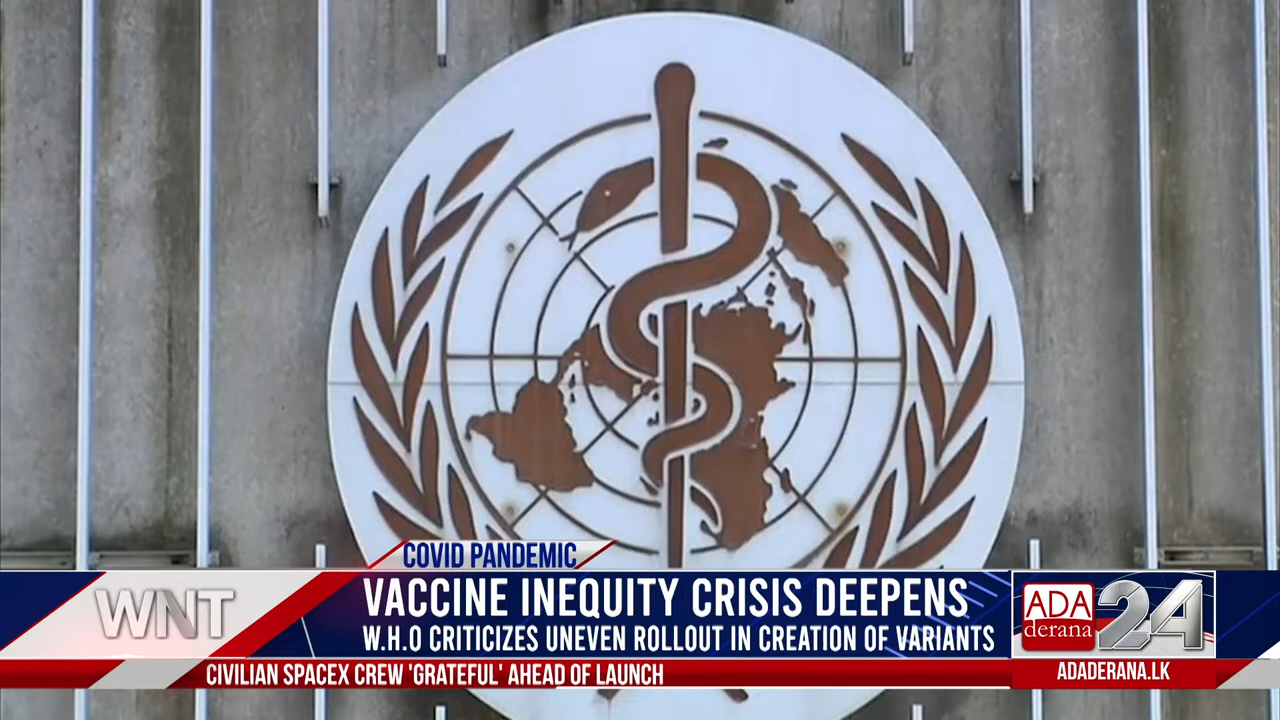 COVID PANDEMIC
WNT
VACCINE INEQUITY CRISIS DEEPENS
W.H.O CRITICIZES UNEVEN ROLLOUT IN CREATION OF VARIANTS
ADA
derana
24
CIVILIAN SPACEX CREW 'GRATEFUL' AHEAD OF LAUNCH
ADADERANA.LK